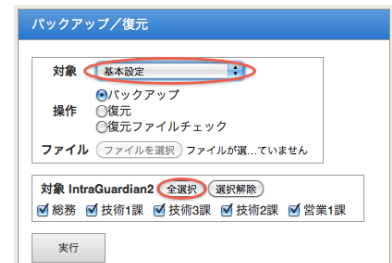 バックアップ／復元
対象 基本設定
バックアップ
操作 復元
復元ファイルチェック
ファイル ファイルを選択 ファイルが選...ていません
対象 IntraGuardian2 全選択 選択解除
総務 技術1課 技術3課 技術2課 営業1課
実行